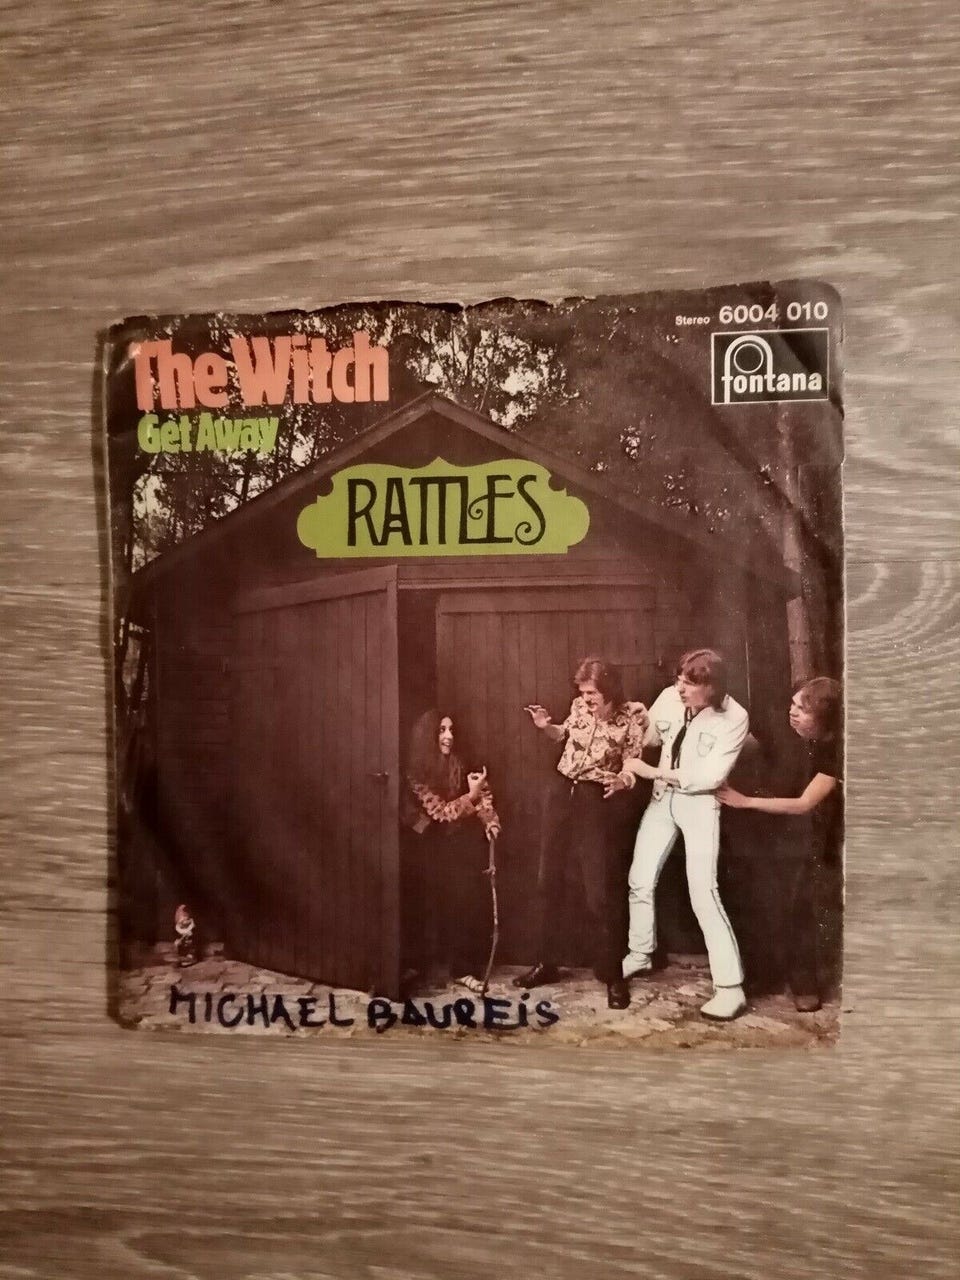 Stereo 6004 010
fontana
The Witch
Get Away
RATTLES
MICHAEL BAUREiS